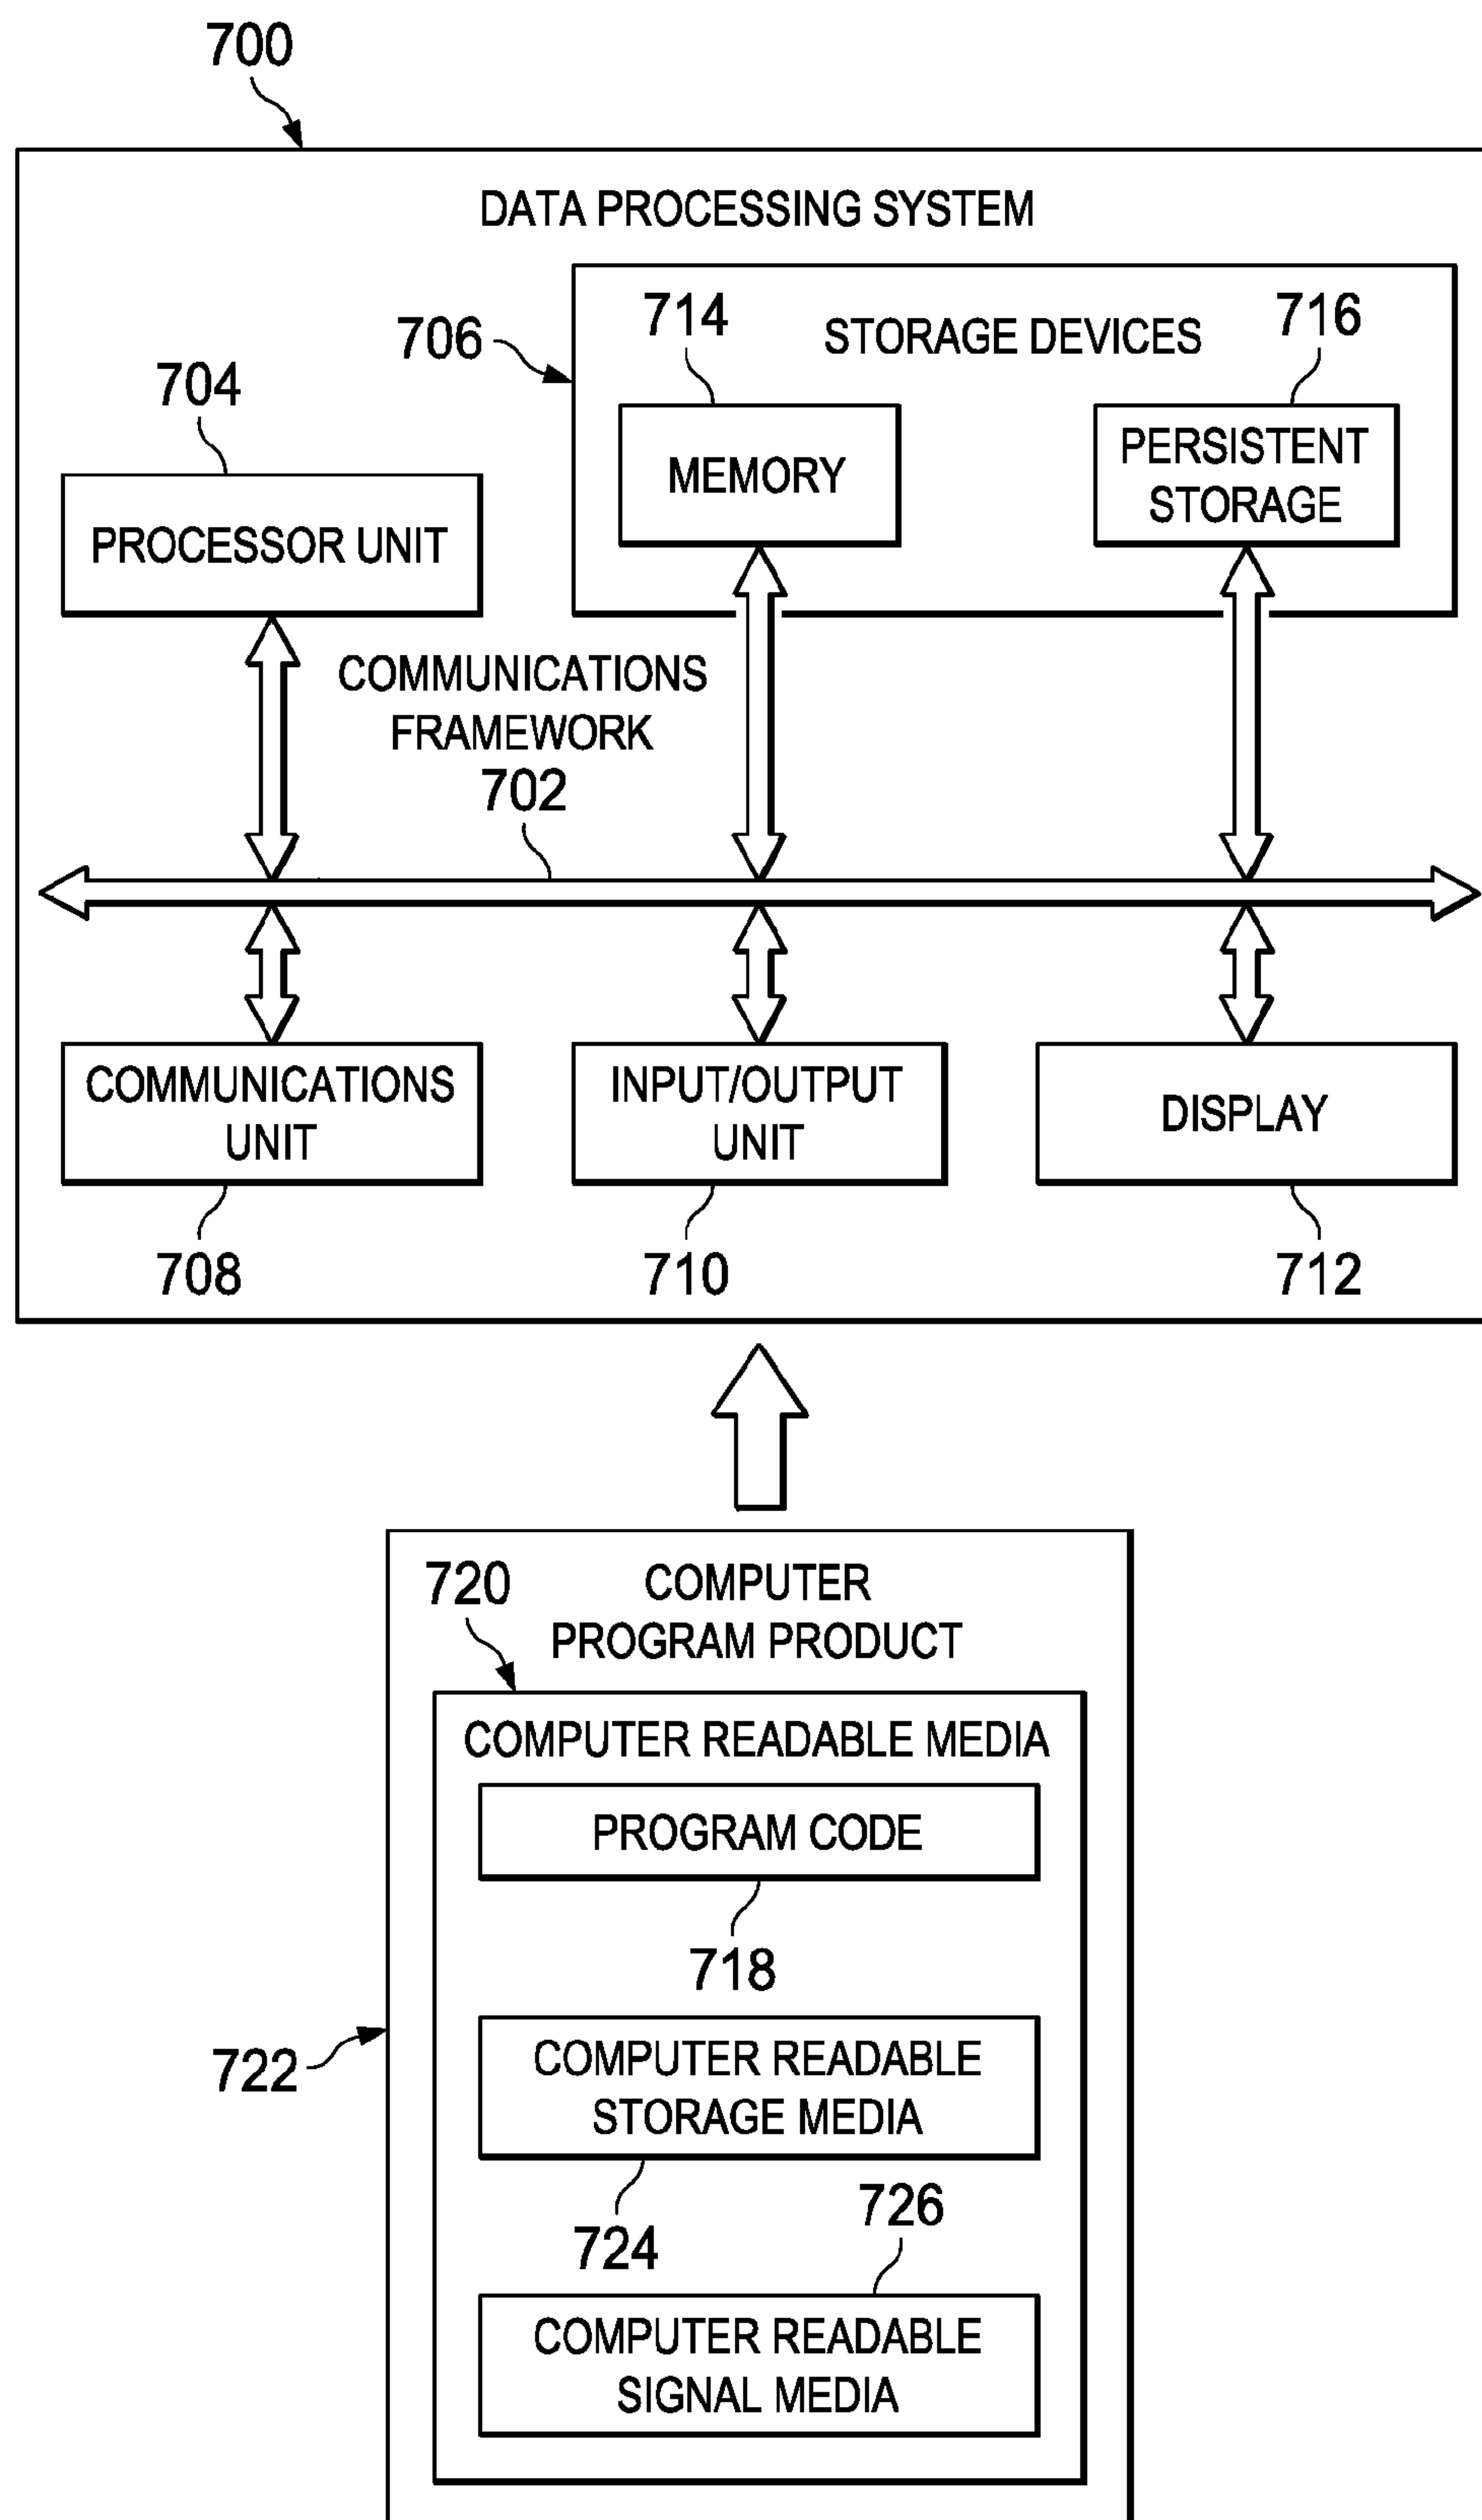 700
DATA PROCESSING SYSTEM
706
714
STORAGE DEVICES
716
704
MEMORY
PERSISTENT
STORAGE
PROCESSOR UNIT
COMMUNICATIONS
FRAMEWORK
702
COMMUNICATIONS
UNIT
INPUT/OUTPUT
UNIT
DISPLAY
708
710
712
720
COMPUTER
PROGRAM PRODUCT
COMPUTER READABLE MEDIA
PROGRAM CODE
718
722
COMPUTER READABLE
STORAGE MEDIA
724
726
COMPUTER READABLE
SIGNAL MEDIA